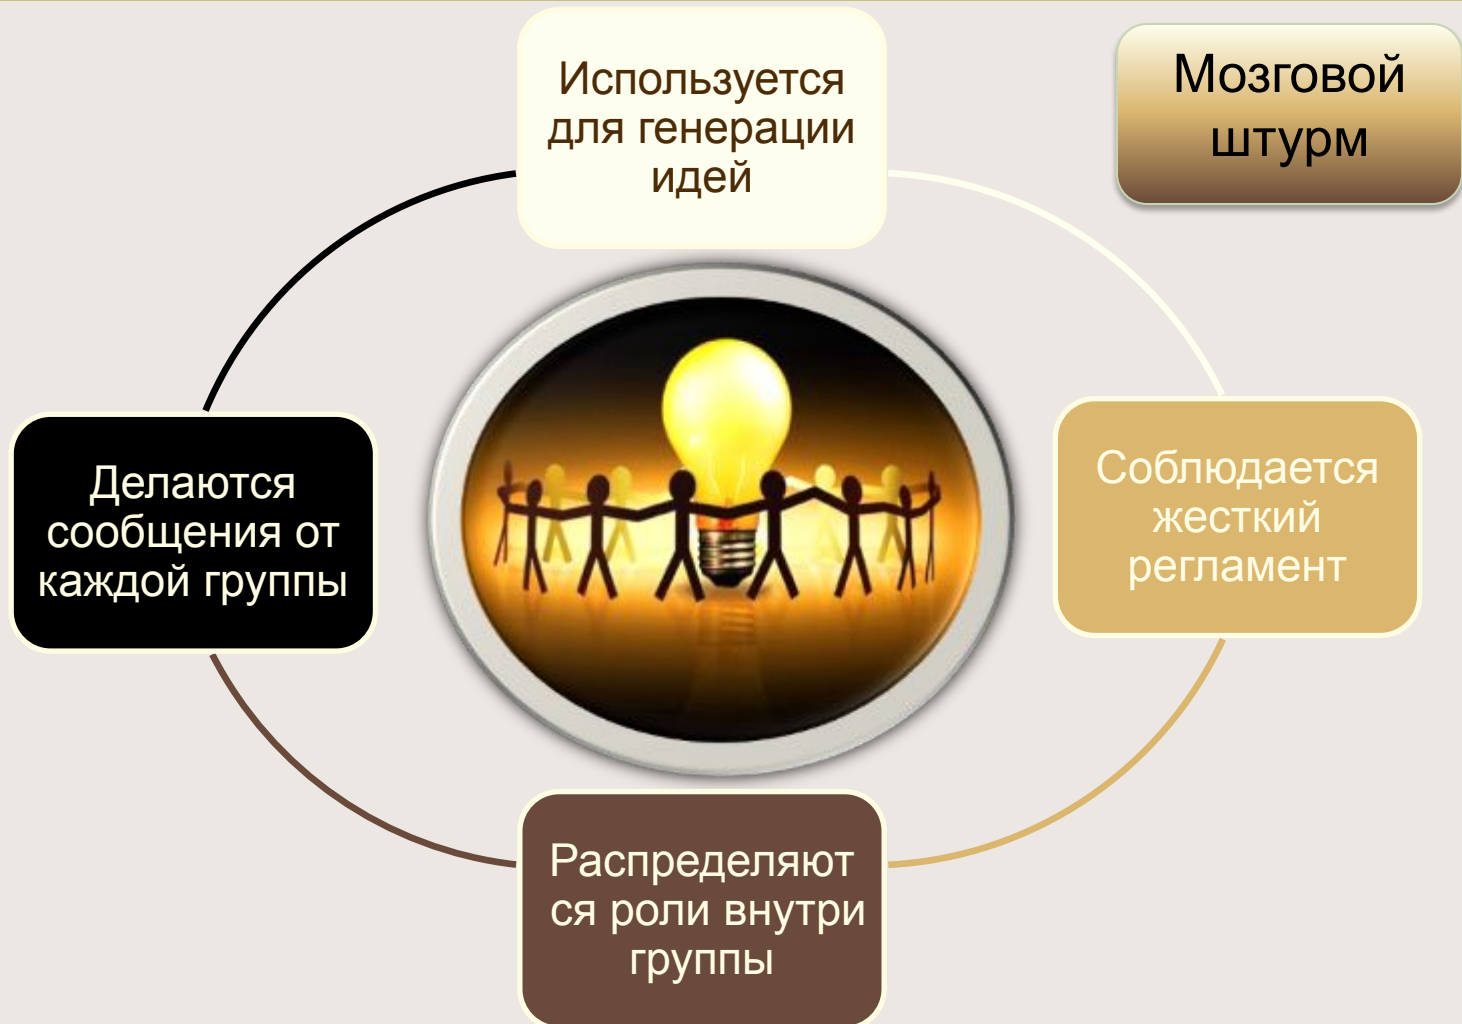 Мозговой
штурм
Используется
для генерации
идей
Соблюдается
жесткий
регламент
Распределяют
ся роли внутри
группы
Делаются
сообщения от
каждой группы